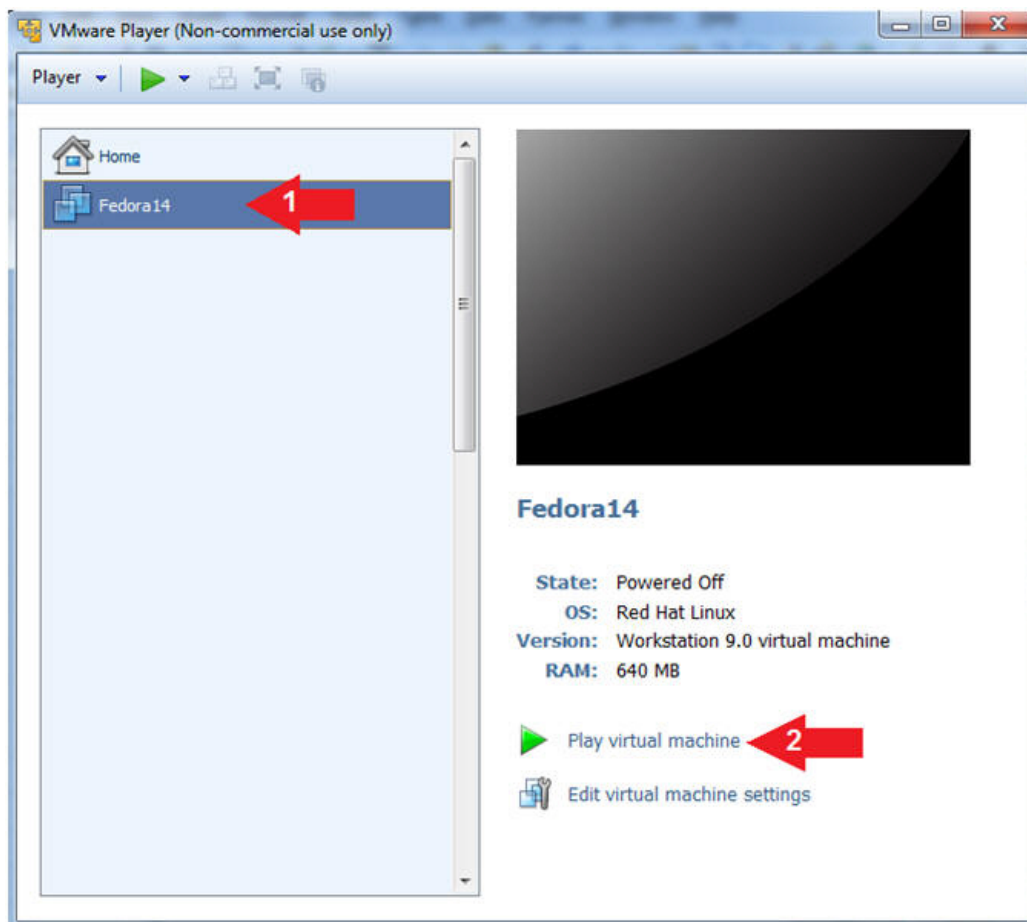 VMware Player (Non-commercial use only)
Player
Home
Fedora14
1
Fedora14
State: Powered Off
OS: Red Hat Linux
Version: Workstation 9.0 virtual machine
RAM: 640 MB
Play virtual machine
2
Edit virtual machine settings